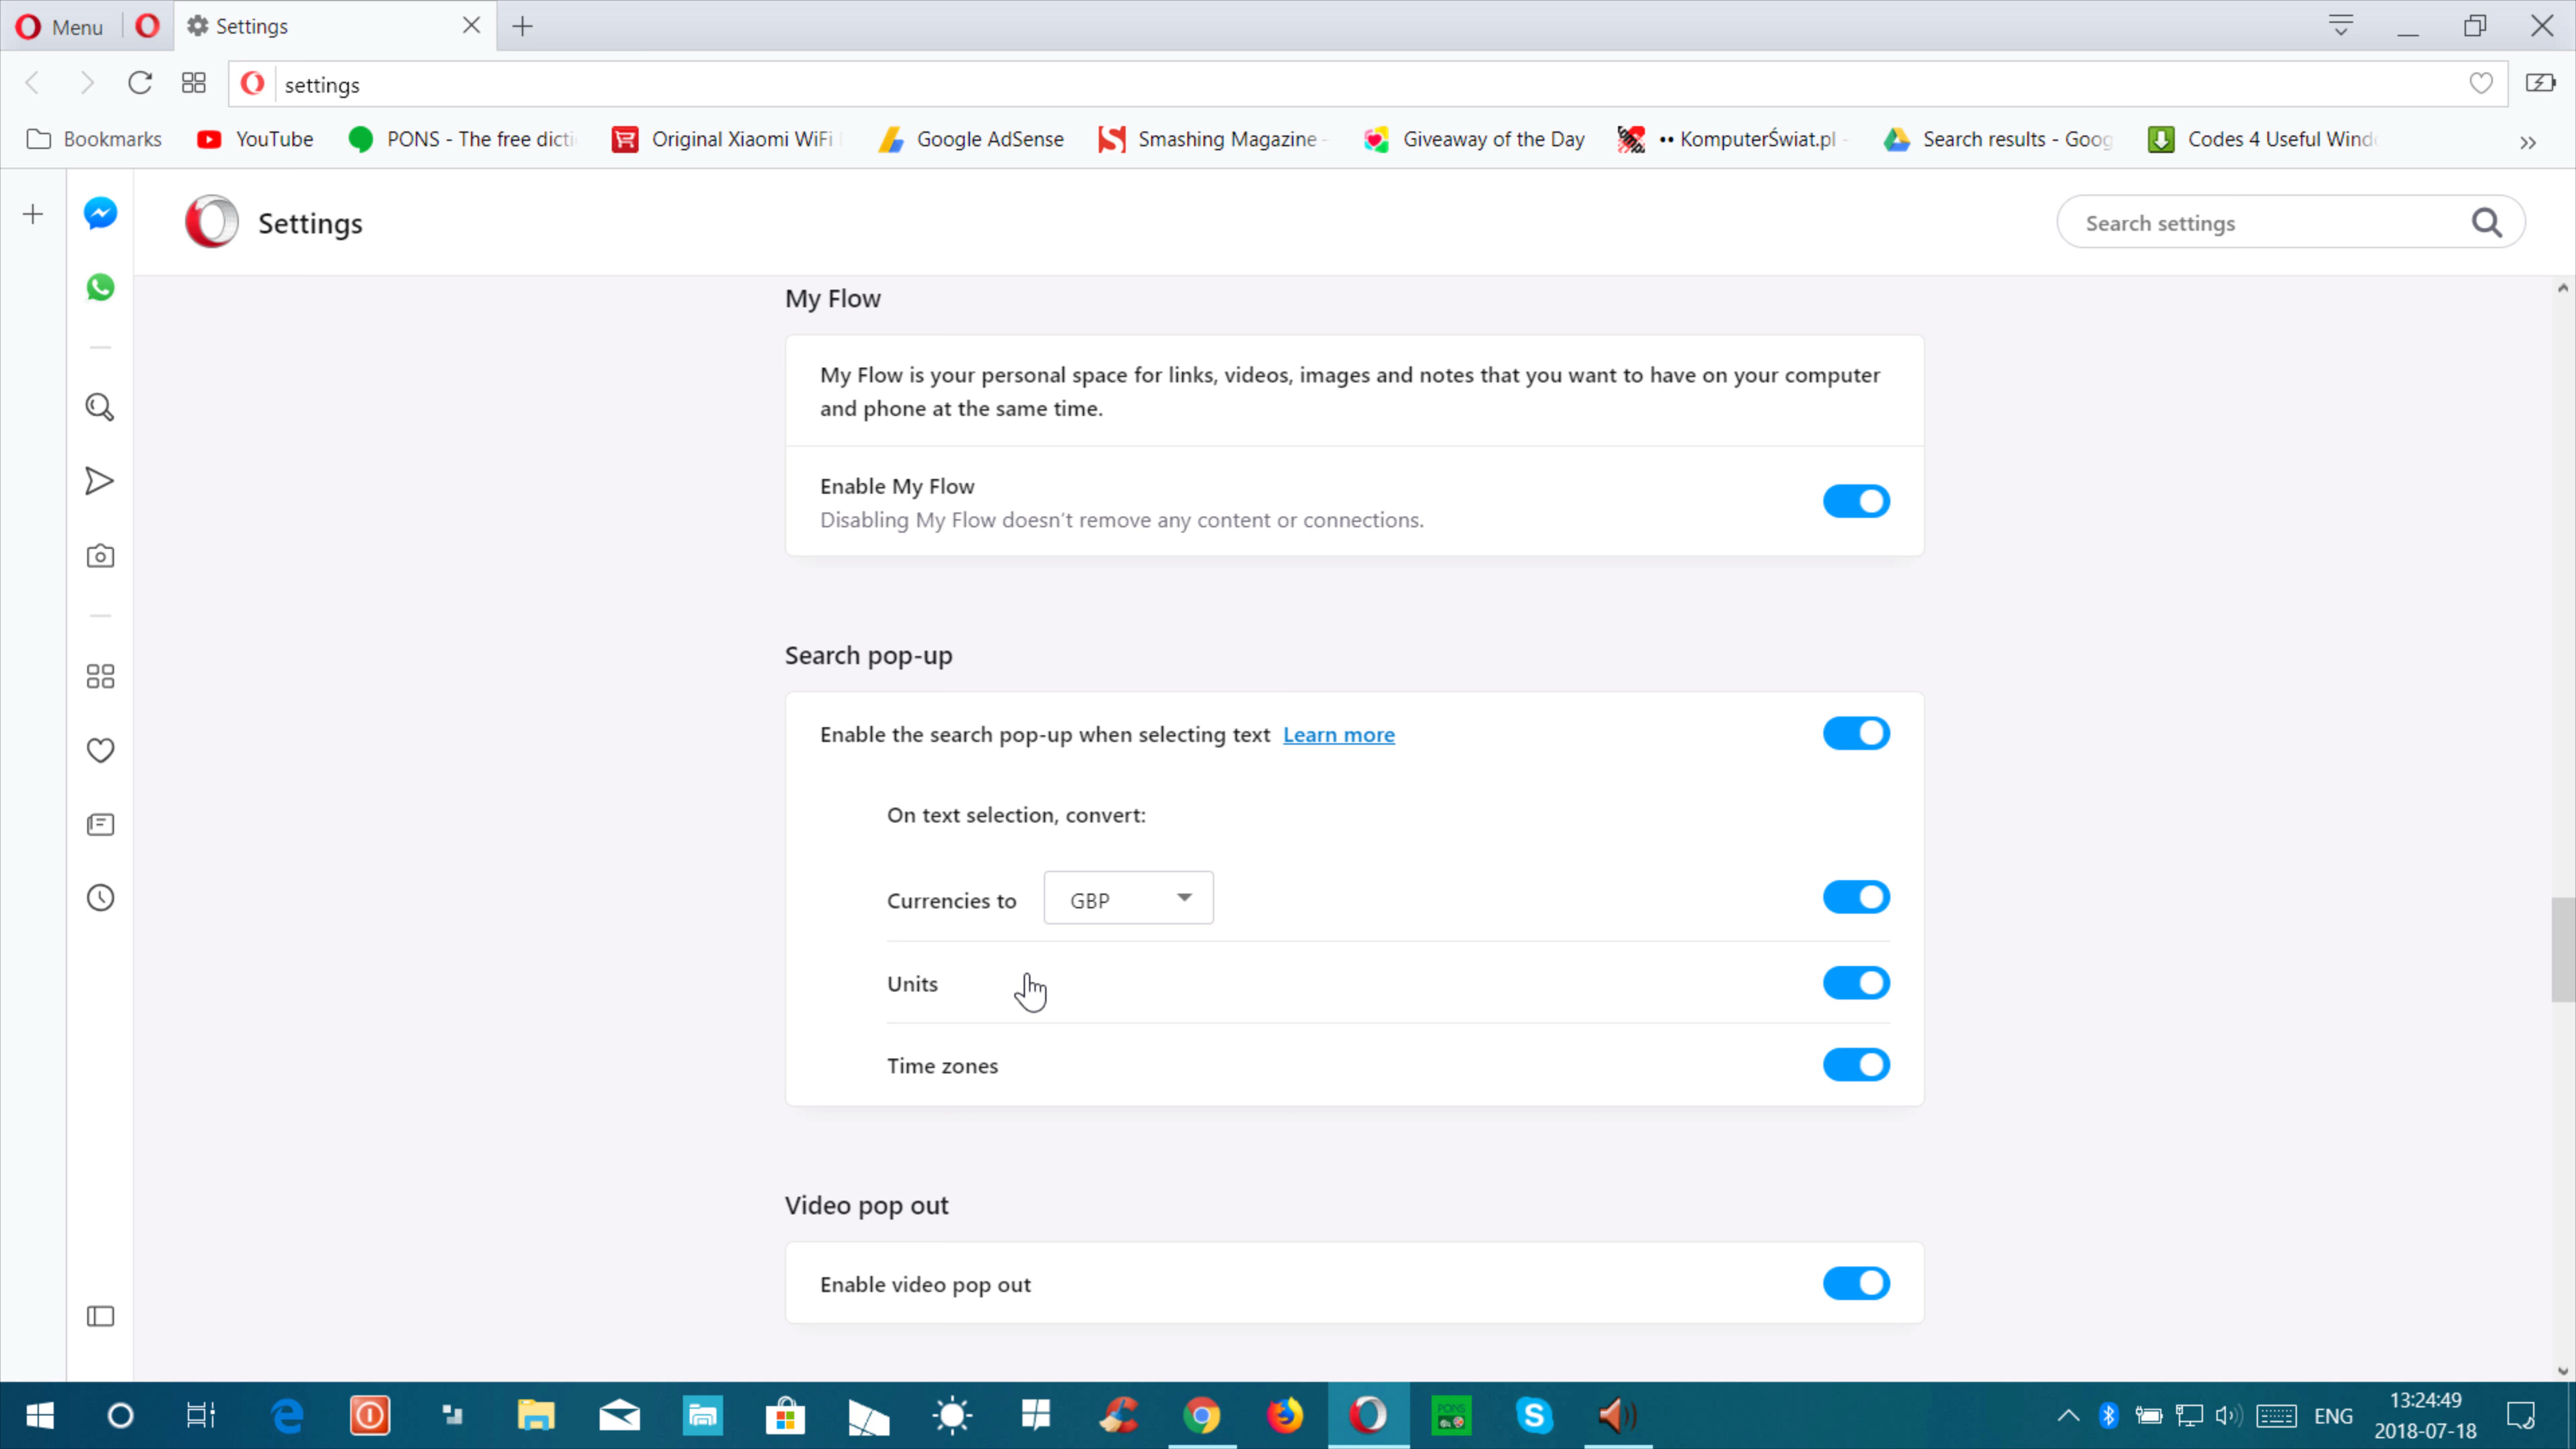 Menu
Settings
settings
Bookmarks
YouTube
PONS - The free dicti
Original Xiaomi WiFi
Google AdSense
Smashing Magazine -
Giveaway of the Day
•• KomputerŚwiat.pl -
Search results - Goog
Codes 4 Useful Wind
Settings
Search settings
My Flow
My Flow is your personal space for links, videos, images and notes that you want to have on your computer
and phone at the same time.
Enable My Flow
Disabling My Flow doesn't remove any content or connections.
Search pop-up
Enable the search pop-up when selecting text Learn more
On text selection, convert:
Currencies to GBP
Units
Time zones
Video pop out
Enable video pop out
PONS
ENG
13:24:49
2018-07-18